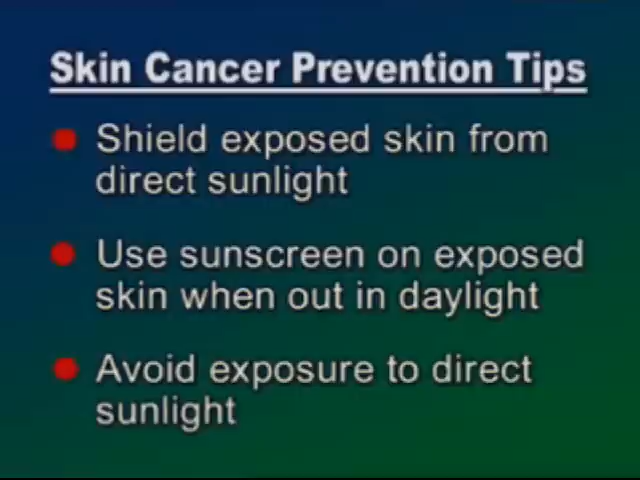 Skin Cancer Prevention Tips
Shield exposed skin from
direct sunlight
Use sunscreen on exposed
skin when out in daylight
Avoid exposure to direct
sunlight